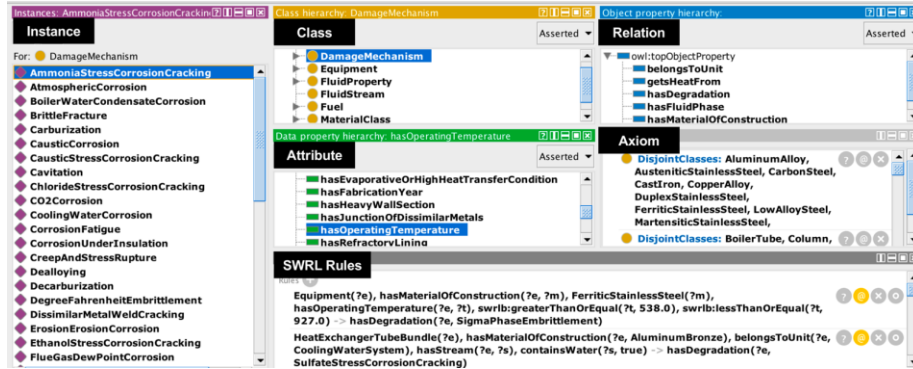 Instances: AmmoniaStressCorrosionCrackin
Instance
For: DamageMechanism
AmmoniaStressCorrosionCracking
AtmosphericCorrosion
BoilerWaterCondensateCorrosion
BrittleFracture
Carburization
CausticCorrosion
CausticStressCorrosionCracking
Cavitation
ChlorideStressCorrosionCracking
CO2Corrosion
CoolingWaterCorrosion
CorrosionFatigue
CorrosionUnderInsulation
CreepAndStressRupture
Dealloying
Decarburization
DegreeFahrenheitEmbrittlement
DissimilarMetalWeldCracking
ErosionErosionCorrosion
EthanolStressCorrosionCracking
FlueGasDewPointCorrosion
Class hierarchy: DamageMechanism
Class
Asserted
DamageMechanism
Equipment
FluidProperty
FluidStream
Fuel
MaterialClass
Object property hierarchy:
Relation
Asserted
owl:topObjectProperty
belongsToUnit
getsHeatFrom
hasDegradation
hasFluidPhase
hasMaterialOfConstruction
Data property hierarchy: hasOperatingTemperature
Attribute
Asserted
hasEvaporativeOrHighHeatTransferCondition
hasFabricationYear
hasHeavyWallSection
hasJunctionOfDissimilarMetals
hasOperatingTemperature
hasRefractoryLining
Axiom
DisjointClasses: AluminumAlloy,
AusteniticStainlessSteel, CarbonSteel,
CastIron, CopperAlloy,
DuplexStainlessSteel,
FerriticStainlessSteel, LowAlloySteel,
MartensiticStainlessSteel,
DisjointClasses: BoilerTube, Column,
SWRL Rules
Rules
Equipment(?e), hasMaterialOfConstruction(?e, ?m), FerriticStainlessSteel(?m),
hasOperatingTemperature(?e, ?t), swrlb:greaterThanOrEqual(?t, 538.0), swrlb:lessThanOrEqual(?t,
927.0) -> hasDegradation(?e, SigmaPhaseEmbrittlement)
HeatExchangerTubeBundle(?e), hasMaterialOfConstruction(?e, AluminumBronze), belongsToUnit(?e,
CoolingWaterSystem), hasStream(?e, ?s), containsWater(?s, true) -> hasDegradation(?e,
SulfateStressCorrosionCracking)